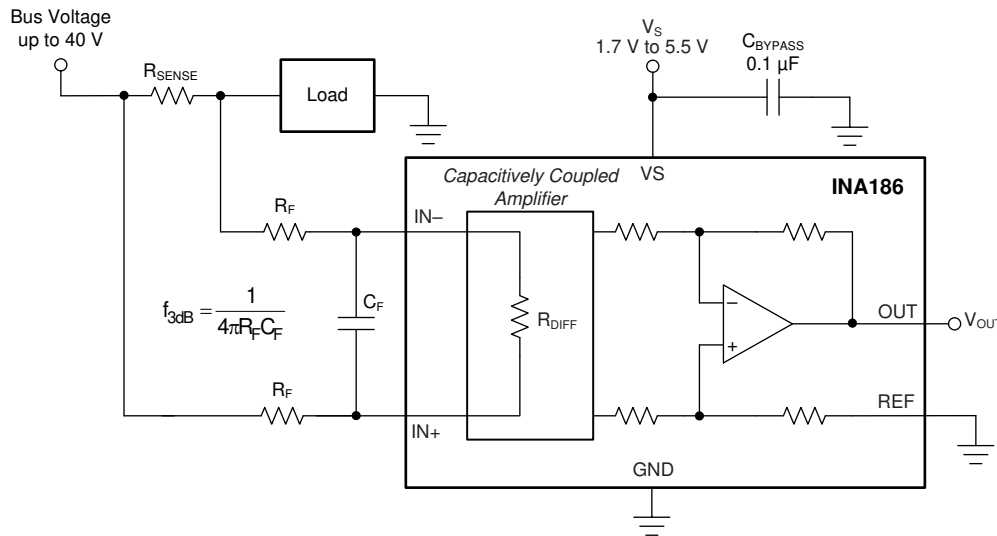 Bus Voltage
up to 40 V
V_S
1.7 V to 5.5 V
C_BYPASS
0.1 µF
R_SENSE
Load
VS
INA186
Capacitively Coupled
Amplifier
R_F
IN–
f_3dB = 1 / 4πR_FC_F
C_F
R_DIFF
–
+
OUT
V_OUT
R_F
IN+
REF
GND